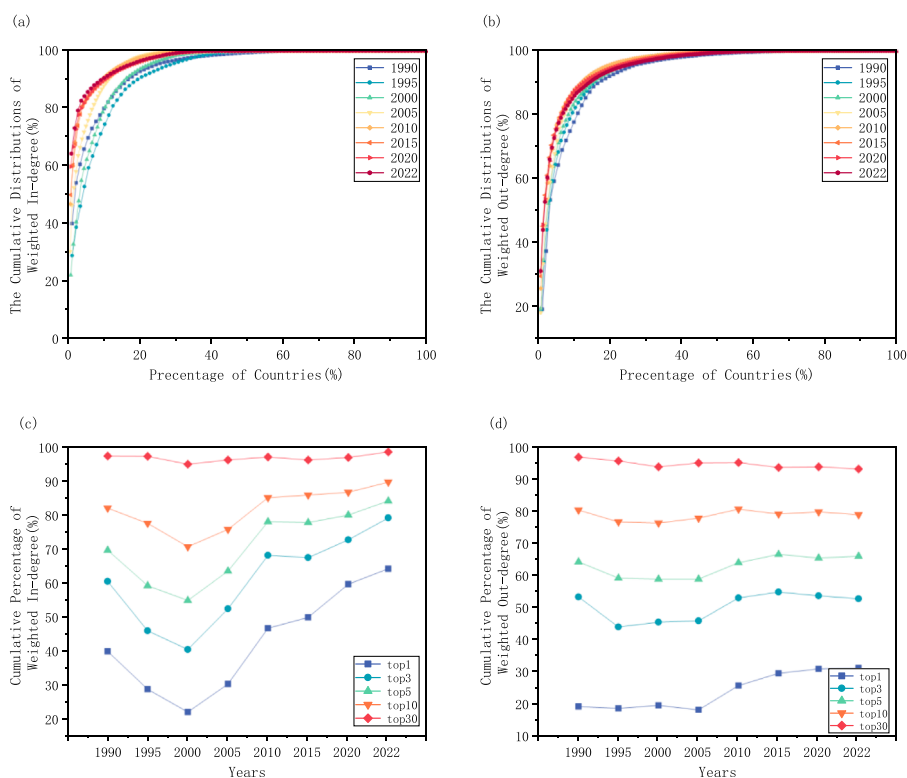 (a)
The Cumulative Distributions of
Weighted In-degree(%)
100
80
60
40
20
0
0 20 40 60 80 100
Precentage of Countries(%)
1990
1995
2000
2005
2010
2015
2020
2022
(b)
The Cumulative Distributions of
Weighted Out-degree(%)
100
80
60
40
20
0 20 40 60 80 100
Precentage of Countries(%)
1990
1995
2000
2005
2010
2015
2020
2022
(c)
Cumulative Percentage of
Weighted In-degree(%)
100
90
80
70
60
50
40
30
20
1990 1995 2000 2005 2010 2015 2020 2022
Years
top1
top3
top5
top10
top30
(d)
Cumulative Percentage of
Weighted Out-degree(%)
100
90
80
70
60
50
40
30
20
10
1990 1995 2000 2005 2010 2015 2020 2022
Years
top1
top3
top5
top10
top30